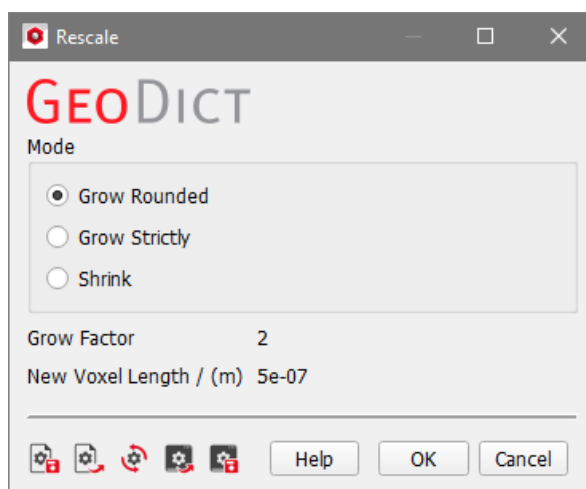 Rescale
GEODICT
Mode
Grow Rounded
Grow Strictly
Shrink
Grow Factor 2
New Voxel Length / (m) 5e-07
Help OK Cancel